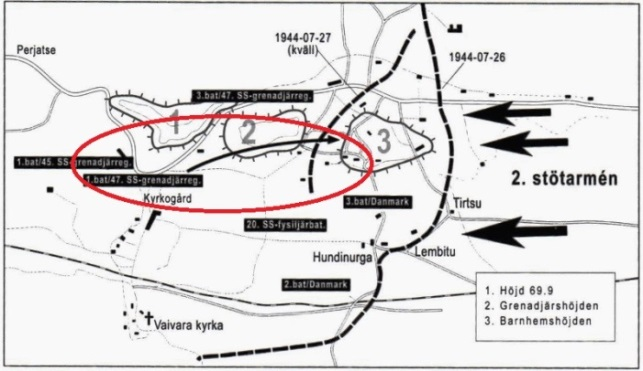 Perjatse
1944-07-27
(kväll)
1944-07-26
3.bat/47. SS-grenadjärreg.
1
2
3
1.bat/45. SS-grenadjärreg.
1.bat/47. SS-grenadjärreg.
2. stötarmén
Kyrkogård
3.bat/Danmark
Tirtsu
20. SS-fysiljärbat.
Hundinurga
Lembitu
2.bat/Danmark
1. Höjd 69.9
2. Grenadjärshöjden
3. Barnhemshöjden
Vaivara kyrka